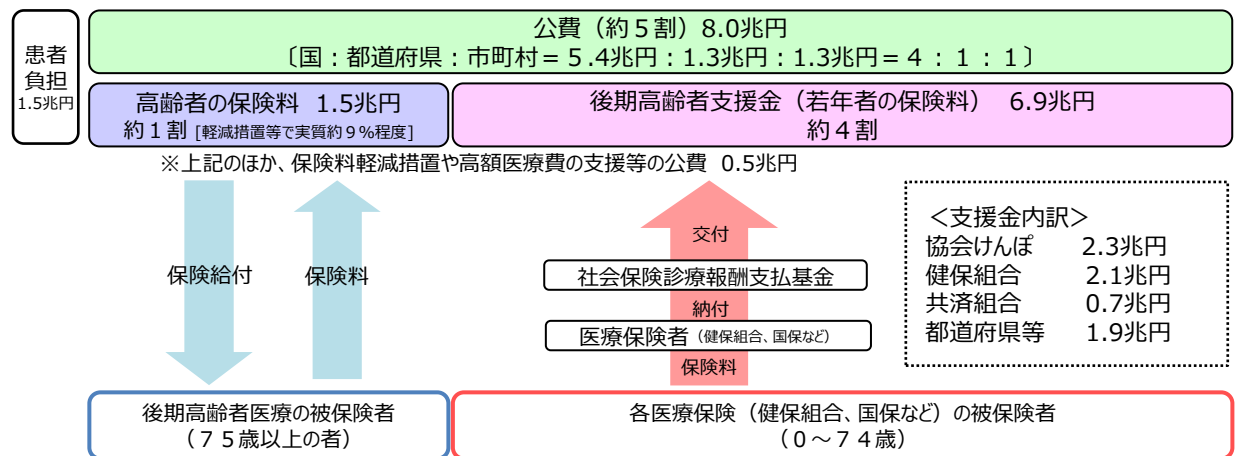 患者
負担
1.5兆円
公費（約５割）8.0兆円
〔国：都道府県：市町村＝５.４兆円：1.3兆円：1.3兆円＝４：１：１〕
高齢者の保険料 1.5兆円
約１割 [軽減措置等で実質約９％程度]
後期高齢者支援金（若年者の保険料） 6.9兆円
約４割
※上記のほか、保険料軽減措置や高額医療費の支援等の公費 0.5兆円
保険給付
保険料
交付
社会保険診療報酬支払基金
納付
医療保険者（健保組合、国保など）
保険料
＜支援金内訳＞
協会けんぽ 2.3兆円
健保組合 2.1兆円
共済組合 0.7兆円
都道府県等 1.9兆円
後期高齢者医療の被保険者
（７５歳以上の者）
各医療保険（健保組合、国保など）の被保険者
（０～７４歳）